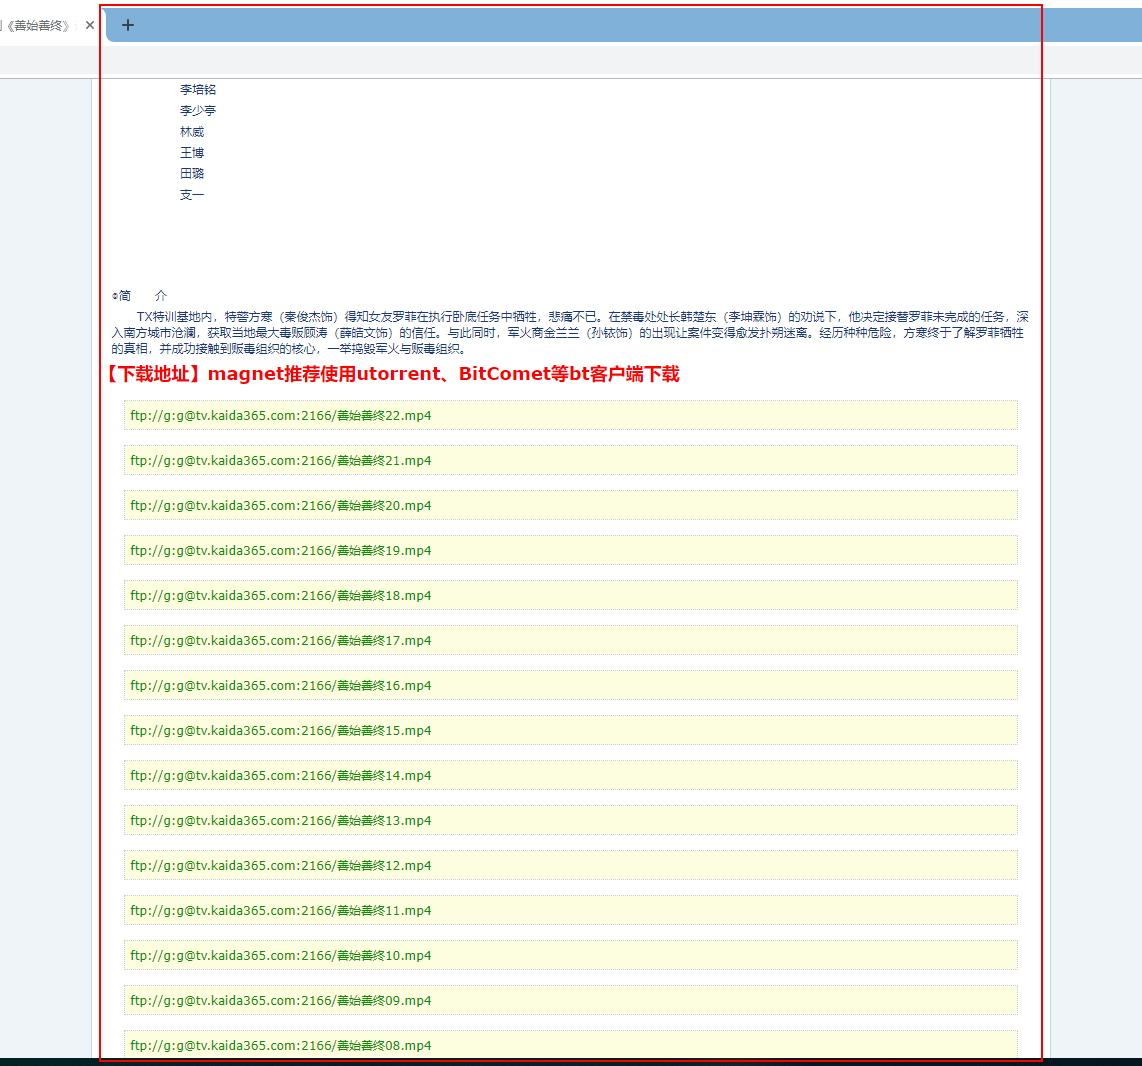 《善始善终》
李培铭
李少亭
林威
王博
田璐
支一
◎简　　介
TX特训基地内，特警方寒（秦俊杰饰）得知女友罗菲在执行卧底任务中牺牲，悲痛不已。在禁毒处处长韩楚东（李坤霖饰）的劝说下，他决定接替罗菲未完成的任务，深
入南方城市沧澜，获取当地最大毒贩顾涛（薛皓文饰）的信任。与此同时，军火商金兰兰（孙铱饰）的出现让案件变得愈发扑朔迷离。经历种种危险，方寒终于了解罗菲牺牲
的真相，并成功接触到贩毒组织的核心，一举捣毁军火与贩毒组织。
【下载地址】magnet推荐使用utorrent、BitComet等bt客户端下载
ftp://g:g@tv.kaida365.com:2166/善始善终22.mp4
ftp://g:g@tv.kaida365.com:2166/善始善终21.mp4
ftp://g:g@tv.kaida365.com:2166/善始善终20.mp4
ftp://g:g@tv.kaida365.com:2166/善始善终19.mp4
ftp://g:g@tv.kaida365.com:2166/善始善终18.mp4
ftp://g:g@tv.kaida365.com:2166/善始善终17.mp4
ftp://g:g@tv.kaida365.com:2166/善始善终16.mp4
ftp://g:g@tv.kaida365.com:2166/善始善终15.mp4
ftp://g:g@tv.kaida365.com:2166/善始善终14.mp4
ftp://g:g@tv.kaida365.com:2166/善始善终13.mp4
ftp://g:g@tv.kaida365.com:2166/善始善终12.mp4
ftp://g:g@tv.kaida365.com:2166/善始善终11.mp4
ftp://g:g@tv.kaida365.com:2166/善始善终10.mp4
ftp://g:g@tv.kaida365.com:2166/善始善终09.mp4
ftp://g:g@tv.kaida365.com:2166/善始善终08.mp4